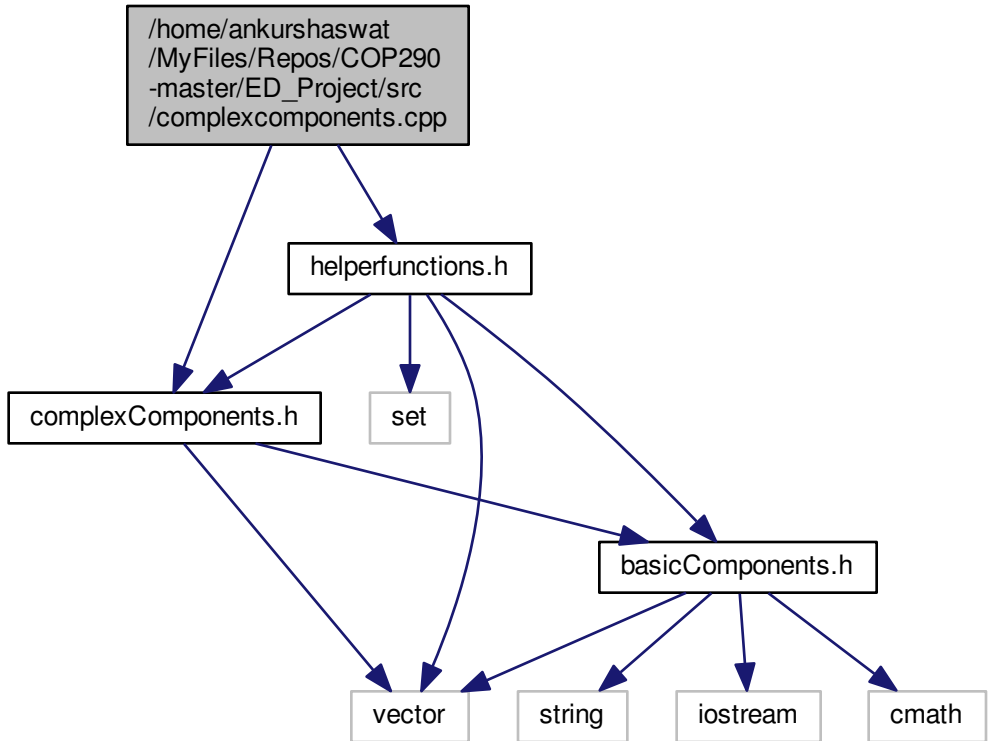 /home/ankurshaswat
/MyFiles/Repos/COP290
-master/ED_Project/src
/complexcomponents.cpp
helperfunctions.h
complexComponents.h
set
basicComponents.h
vector
string
iostream
cmath